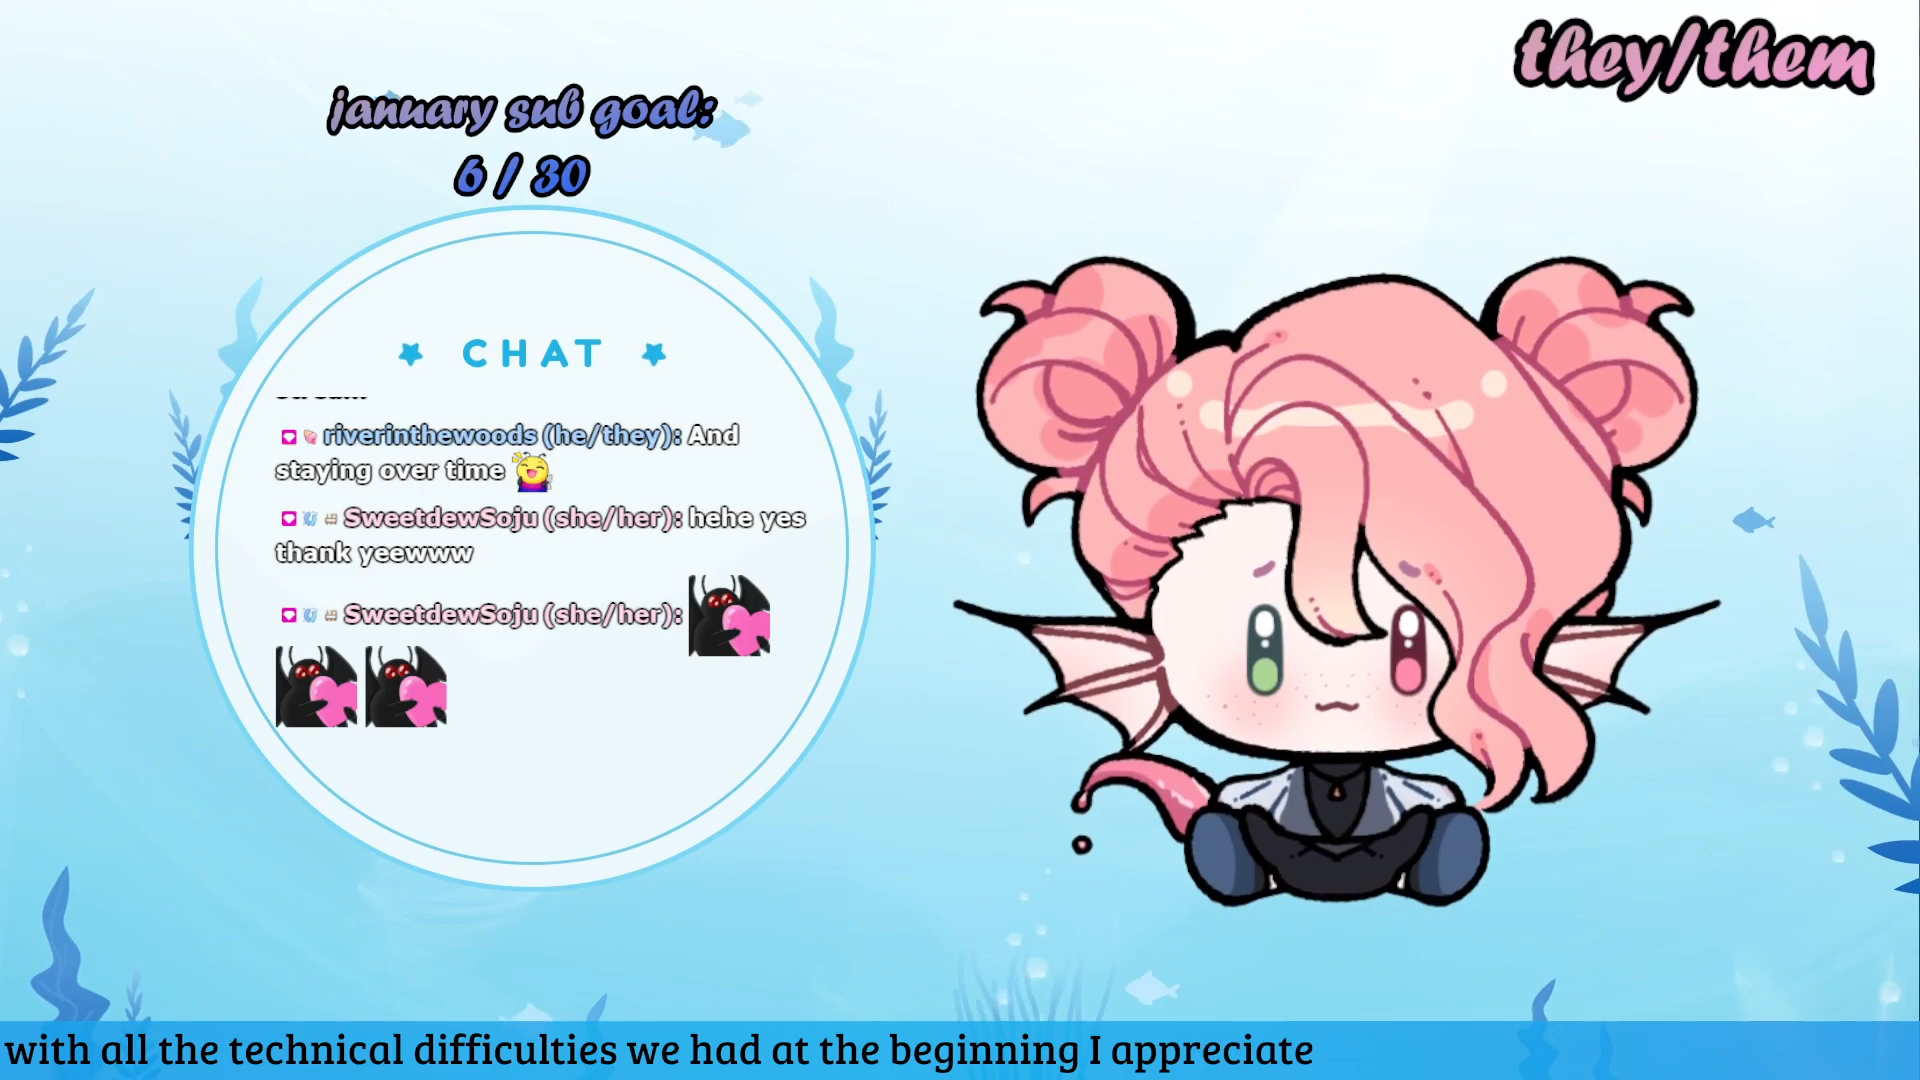 they/them
january sub goal:
6 / 30
CHAT
riverinthewoods (he/they): And
staying over time
SweetdewSoju (she/her): hehe yes
thank yeewww
SweetdewSoju (she/her):
with all the technical difficulties we had at the beginning I appreciate